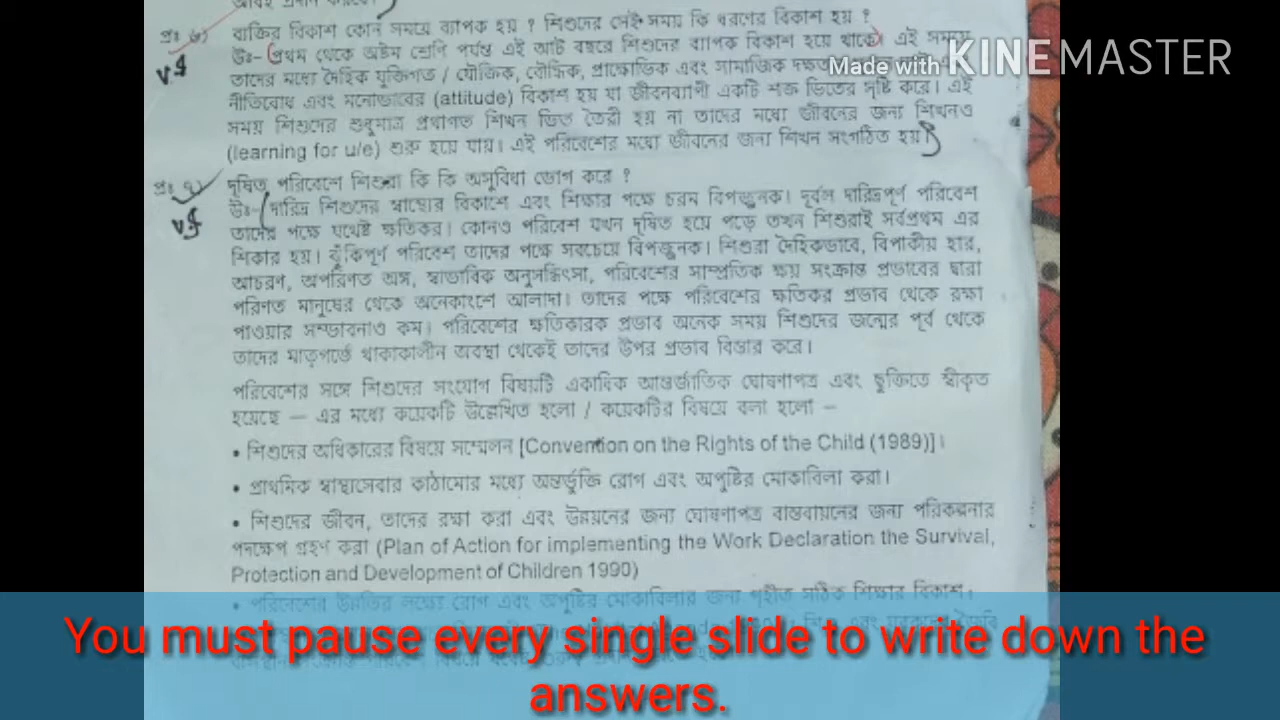 প্রঃ ৬) ব্যক্তির বিকাশ কোন সময়ে ব্যাপক হয় ? শিশুদের সেই সময় কি ধরণের বিকাশ হয় ?
V.I
উঃ- (প্রথম থেকে অষ্টম শ্রেণি পর্যন্ত এই আট বছরে শিশুদের ব্যাপক বিকাশ হয়ে থাকে)। এই সময়ে
তাদের মধ্যে দৈহিক যুক্তিগত / যৌক্তিক, বৌদ্ধিক, প্রাক্ষোভিক এবং সামাজিক
Made with KINEMASTER
নীতিবোধ এবং মনোভাবের (attitude) বিকাশ হয় যা জীবনব্যাপী একটি শক্ত ভিতের সৃষ্টি করে। এই
সময় শিশুদের শুধুমাত্র প্রথাগত শিখন ভিত তৈরী হয় না তাদের মধ্যে জীবনের জন্য শিখনও
(learning for u/e) শুরু হয়ে যায়। এই পরিবেশের মধ্যে জীবনের জন্য শিখন সংগঠিত হয়।)
প্রঃ ৭) দূষিত পরিবেশে শিশুরা কি কি অসুবিধা ভোগ করে ?
V.I
উঃ- (দারিদ্র শিশুদের স্বাস্থ্যের বিকাশে এবং শিক্ষার পক্ষে চরম বিপজ্জনক। দূর্বল দারিদ্রপূর্ণ পরিবেশ
তাদের পক্ষে যথেষ্ট ক্ষতিকর। কোনও পরিবেশ যখন দূষিত হয়ে পড়ে তখন শিশুরাই সর্বপ্রথম এর
শিকার হয়। ঝুঁকিপূর্ণ পরিবেশ তাদের পক্ষে সবচেয়ে বিপজ্জনক। শিশুরা দৈহিকভাবে, বিপাকীয় হার,
আচরণ, অপরিণত অঙ্গ, স্বাভাবিক অনুসন্ধিৎসা, পরিবেশের সাম্প্রতিক ক্ষয় সংক্রান্ত প্রভাবের দ্বারা
পরিণত মানুষের থেকে অনেকাংশে আলাদা। তাদের পক্ষে পরিবেশের ক্ষতিকর প্রভাব থেকে রক্ষা
পাওয়ার সম্ভাবনাও কম। পরিবেশের ক্ষতিকারক প্রভাব অনেক সময় শিশুদের জন্মের পূর্ব থেকে
তাদের মাতৃগর্ভে থাকাকালীন অবস্থা থেকেই তাদের উপর প্রভাব বিস্তার করে।
পরিবেশের সঙ্গে শিশুদের সংযোগ বিষয়টি একাধিক আন্তর্জাতিক ঘোষণাপত্র এবং চুক্তিতে স্বীকৃত
হয়েছে — এর মধ্যে কয়েকটি উল্লেখিত হলো / কয়েকটির বিষয়ে বলা হলো –
• শিশুদের অধিকারের বিষয়ে সম্মেলন [Convention on the Rights of the Child (1989)]।
• প্রাথমিক স্বাস্থ্যসেবার কাঠামোর মধ্যে অন্তর্ভুক্তি রোগ এবং অপুষ্টির মোকাবিলা করা।
• শিশুদের জীবন, তাদের রক্ষা করা এবং উন্নয়নের জন্য ঘোষণাপত্র বাস্তবায়নের জন্য পরিকল্পনার
পদক্ষেপ গ্রহণ করা (Plan of Action for implementing the Work Declaration the Survival,
Protection and Development of Children 1990)
• পরিবেশের উন্নতির লক্ষ্যে রোগ এবং অপুষ্টির মোকাবিলার জন্য গৃহীত সঠিক শিক্ষার বিকাশ।
You must pause every single slide to write down the
answers.